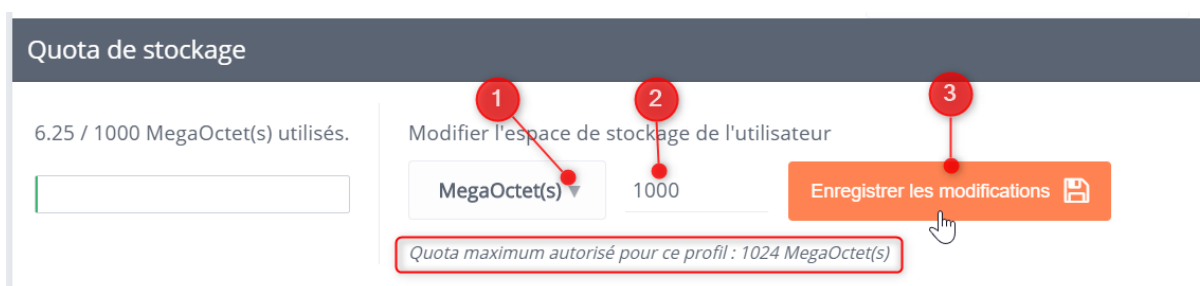 Quota de stockage
1
2
3
6.25 / 1000 MegaOctet(s) utilisés.
Modifier l'espace de stockage de l'utilisateur
MegaOctet(s) ▼
1000
Enregistrer les modifications
Quota maximum autorisé pour ce profil : 1024 MegaOctet(s)